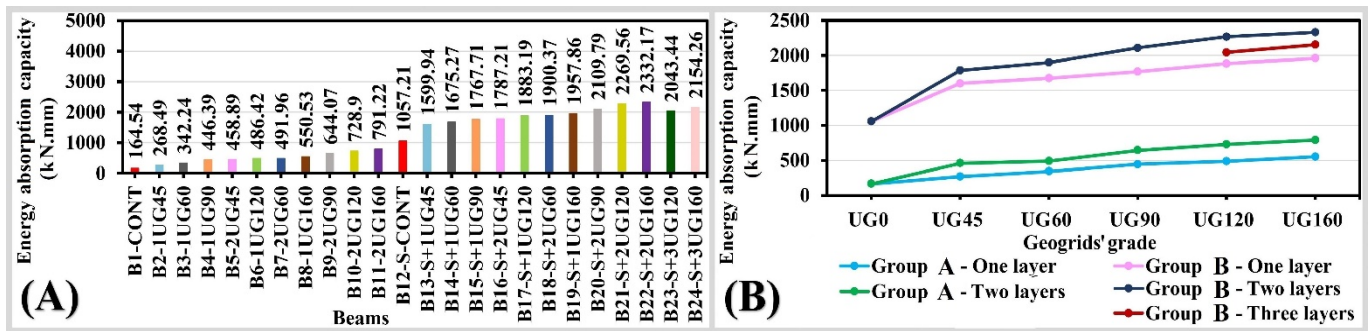 Energy absorption capacity
(kN.mm)
5000
4000
3000
2000
1000
0
164.54
268.49
342.24
446.39
458.89
486.42
491.96
550.53
644.07
728.9
791.22
1057.21
1599.94
1675.27
1767.71
1787.21
1883.19
1900.37
1957.86
2109.79
2269.56
2332.17
2043.44
2154.26
B1-CONT
B2-1UG45
B3-1UG60
B4-1UG90
B5-2UG45
B6-1UG120
B7-2UG60
B8-1UG160
B9-2UG90
B10-2UG120
B11-2UG160
B12-S-CONT
B13-S+1UG45
B14-S+1UG60
B15-S+1UG90
B16-S+2UG45
B17-S+1UG120
B18-S+2UG60
B19-S+1UG160
B20-S+2UG90
B21-S+2UG120
B22-S+2UG160
B23-S+3UG120
B24-S+3UG160
Beams
(A)
Energy absorption capacity
(kN.mm)
2500
2000
1500
1000
500
0
UG0 UG45 UG60 UG90 UG120 UG160
Geogrids' grade
Group A - One layer
Group B - One layer
Group A - Two layers
Group B - Two layers
Group B - Three layers
(B)